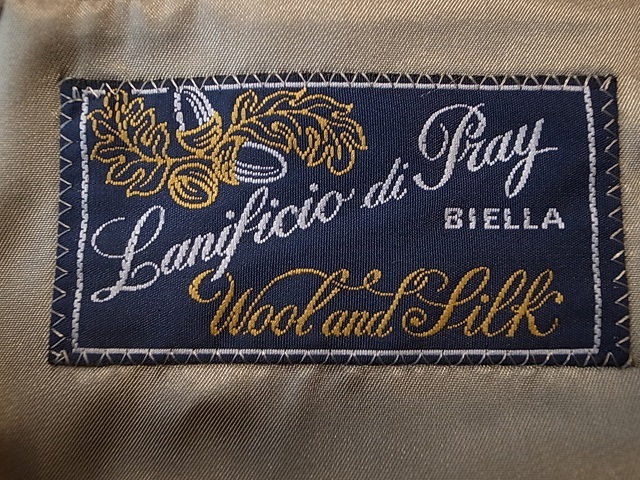 Lanificio di Pray
BIELLA
Wool and Silk